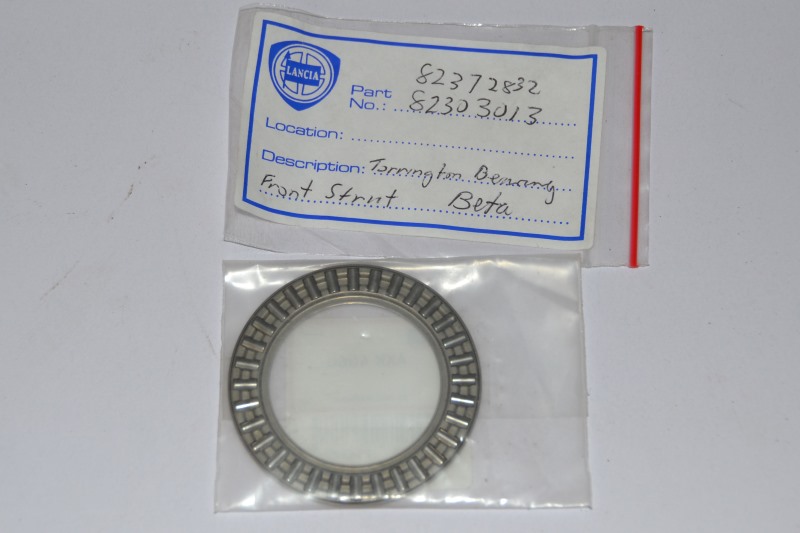 LANCIA
82372832
Part
No.: 82303013
Location:
Description: Torrington Bearing
Front Strut Beta